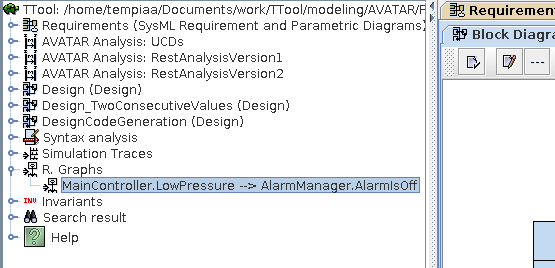 TTool: /home/tempiaa/Documents/work/TTool/modeling/AVATAR/
Requirements (SysML Requirement and Parametric Diagrams)
AVATAR Analysis: UCDs
AVATAR Analysis: RestAnalysisVersion1
AVATAR Analysis: RestAnalysisVersion2
Design (Design)
Design_TwoConsecutiveValues (Design)
DesignCodeGeneration (Design)
Syntax analysis
Simulation Traces
R. Graphs
MainController.LowPressure --> AlarmManager.AlarmIsOff
INV Invariants
Search result
? Help
Requiremen
Block Diagra
---